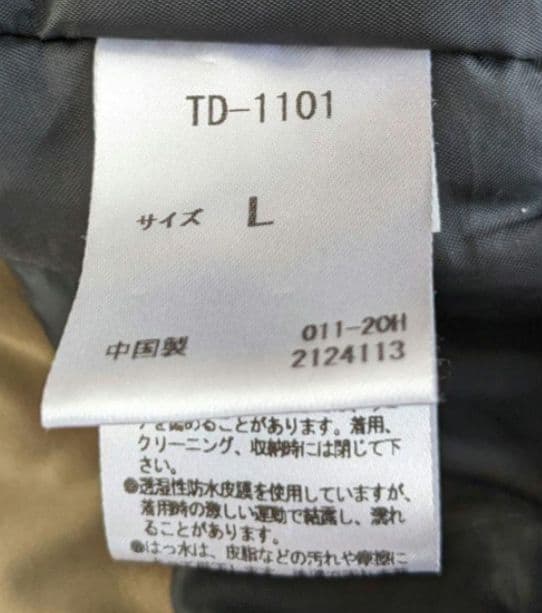 TD-1101
サイズ L
中国製
011-20H
2124113
を傷めることがあります。着用、
クリーニング、収納時には閉じて下
さい。
●透湿性防水皮膜を使用していますが、
着用時の激しい運動で結露し、濡れ
ることがあります。
●はっ水は、皮脂などの汚れや摩擦に